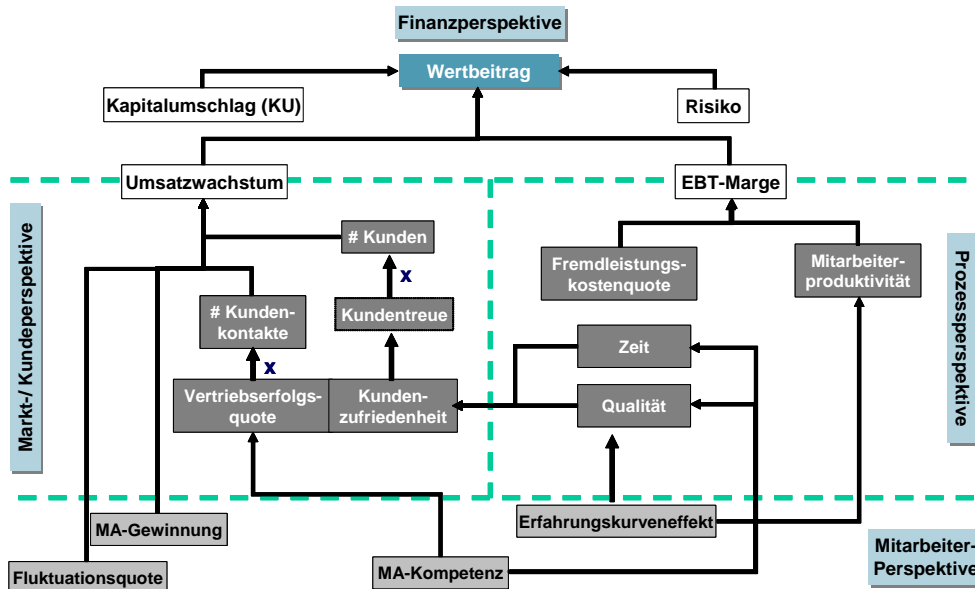 Finanzperspektive
Wertbeitrag
Kapitalumschlag (KU)
Risiko
Umsatzwachstum
EBT-Marge
Markt-/ Kundeperspektive
# Kunden
Fremdleistungs-
kostenquote
Mitarbeiter-
produktivität
Prozessperspektive
x
# Kunden-
kontakte
Kundentreue
x
Zeit
Vertriebserfolgs-
quote
Kunden-
zufriedenheit
Qualität
MA-Gewinnung
Erfahrungskurveneffekt
Fluktuationsquote
MA-Kompetenz
Mitarbeiter-
Perspektive